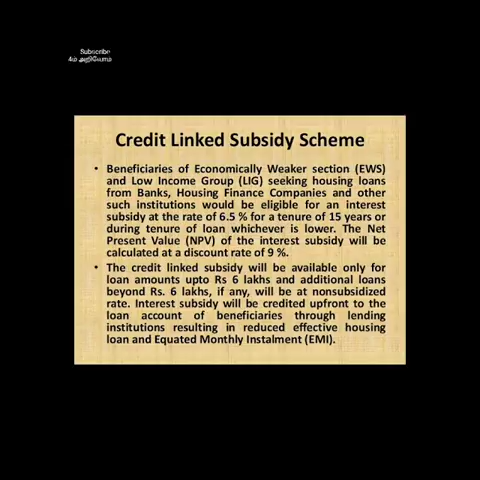 Subscribe
4ம் அறிவோம்
Credit Linked Subsidy Scheme
• Beneficiaries of Economically Weaker section (EWS)
and Low Income Group (LIG) seeking housing loans
from Banks, Housing Finance Companies and other
such institutions would be eligible for an interest
subsidy at the rate of 6.5 % for a tenure of 15 years or
during tenure of loan whichever is lower. The Net
Present Value (NPV) of the interest subsidy will be
calculated at a discount rate of 9 %.
• The credit linked subsidy will be available only for
loan amounts upto Rs 6 lakhs and additional loans
beyond Rs. 6 lakhs, if any, will be at nonsubsidized
rate. Interest subsidy will be credited upfront to the
loan account of beneficiaries through lending
institutions resulting in reduced effective housing
loan and Equated Monthly Instalment (EMI).